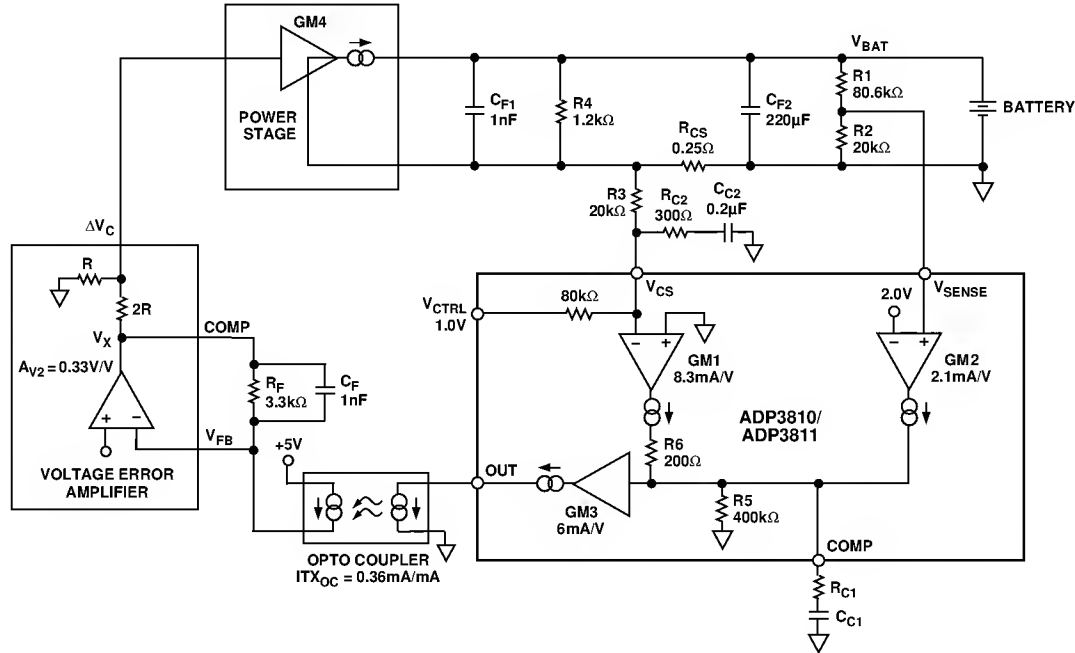 GM4
POWER
STAGE
V_BAT
C_F1
1nF
R4
1.2kΩ
C_F2
220µF
R1
80.6kΩ
R2
20kΩ
BATTERY
R_CS
0.25Ω
R3
20kΩ
R_C2
300Ω
C_C2
0.2µF
ΔV_C
R
2R
V_X
COMP
A_V2 = 0.33V/V
R_F
3.3kΩ
C_F
1nF
V_FB
VOLTAGE ERROR
AMPLIFIER
+5V
OPTO COUPLER
ITX_OC = 0.36mA/mA
V_CTRL
1.0V
80kΩ
V_CS
V_SENSE
2.0V
GM1
8.3mA/V
GM2
2.1mA/V
ADP3810/
ADP3811
R6
200Ω
OUT
GM3
6mA/V
R5
400kΩ
COMP
R_C1
C_C1